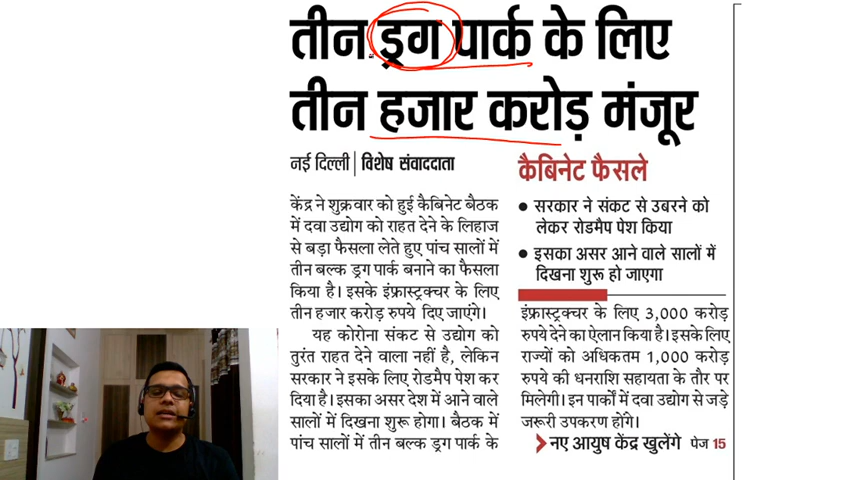 तीन ड्रग पार्क के लिए
तीन हजार करोड़ मंजूर
नई दिल्ली | विशेष संवाददाता
केंद्र ने शुक्रवार को हुई कैबिनेट बैठक
में दवा उद्योग को राहत देने के लिहाज
से बड़ा फैसला लेते हुए पांच सालों में
तीन बल्क ड्रग पार्क बनाने का फैसला
किया है। इसके इंफ्रास्ट्रक्चर के लिए
तीन हजार करोड़ रुपये दिए जाएंगे।
यह कोरोना संकट से उद्योग को
तुरंत राहत देने वाला नहीं है, लेकिन
सरकार ने इसके लिए रोडमैप पेश कर
दिया है। इसका असर देश में आने वाले
सालों में दिखना शुरू होगा। बैठक में
पांच सालों में तीन बल्क ड्रग पार्क के
कैबिनेट फैसले
● सरकार ने संकट से उबरने को
लेकर रोडमैप पेश किया
● इसका असर आने वाले सालों में
दिखना शुरू हो जाएगा
इंफ्रास्ट्रक्चर के लिए 3,000 करोड़
रुपये देने का ऐलान किया है। इसके लिए
राज्यों को अधिकतम 1,000 करोड़
रुपये की धनराशि सहायता के तौर पर
मिलेगी। इन पार्कों में दवा उद्योग से जड़े
जरूरी उपकरण होंगे।
नए आयुष केंद्र खुलेंगे पेज 15